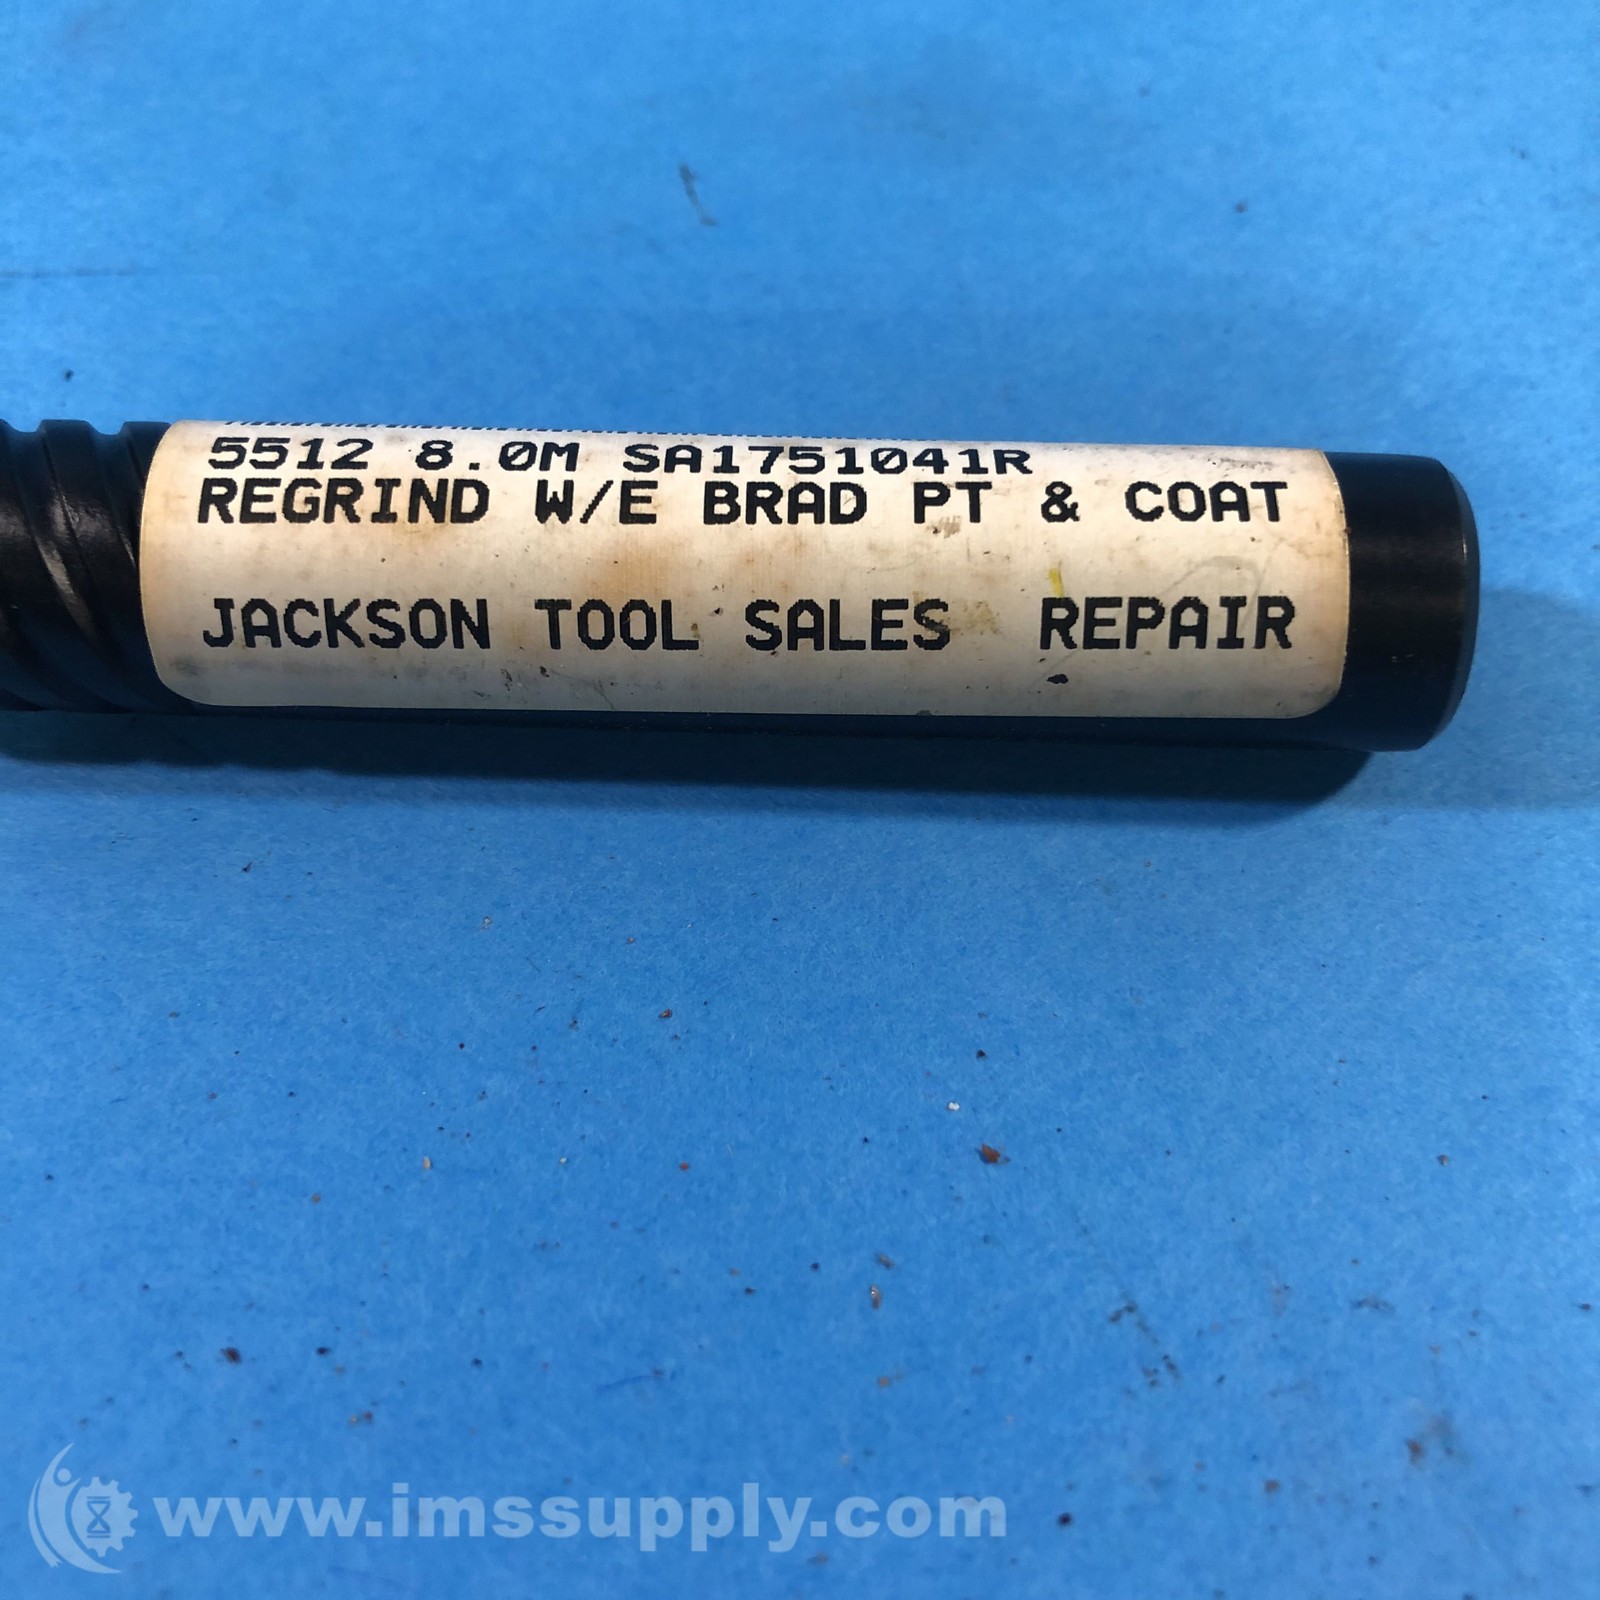 5512 8.0M SA1751041R
REGRIND W/E BRAD PT & COAT
JACKSON TOOL SALES REPAIR
www.imssupply.com